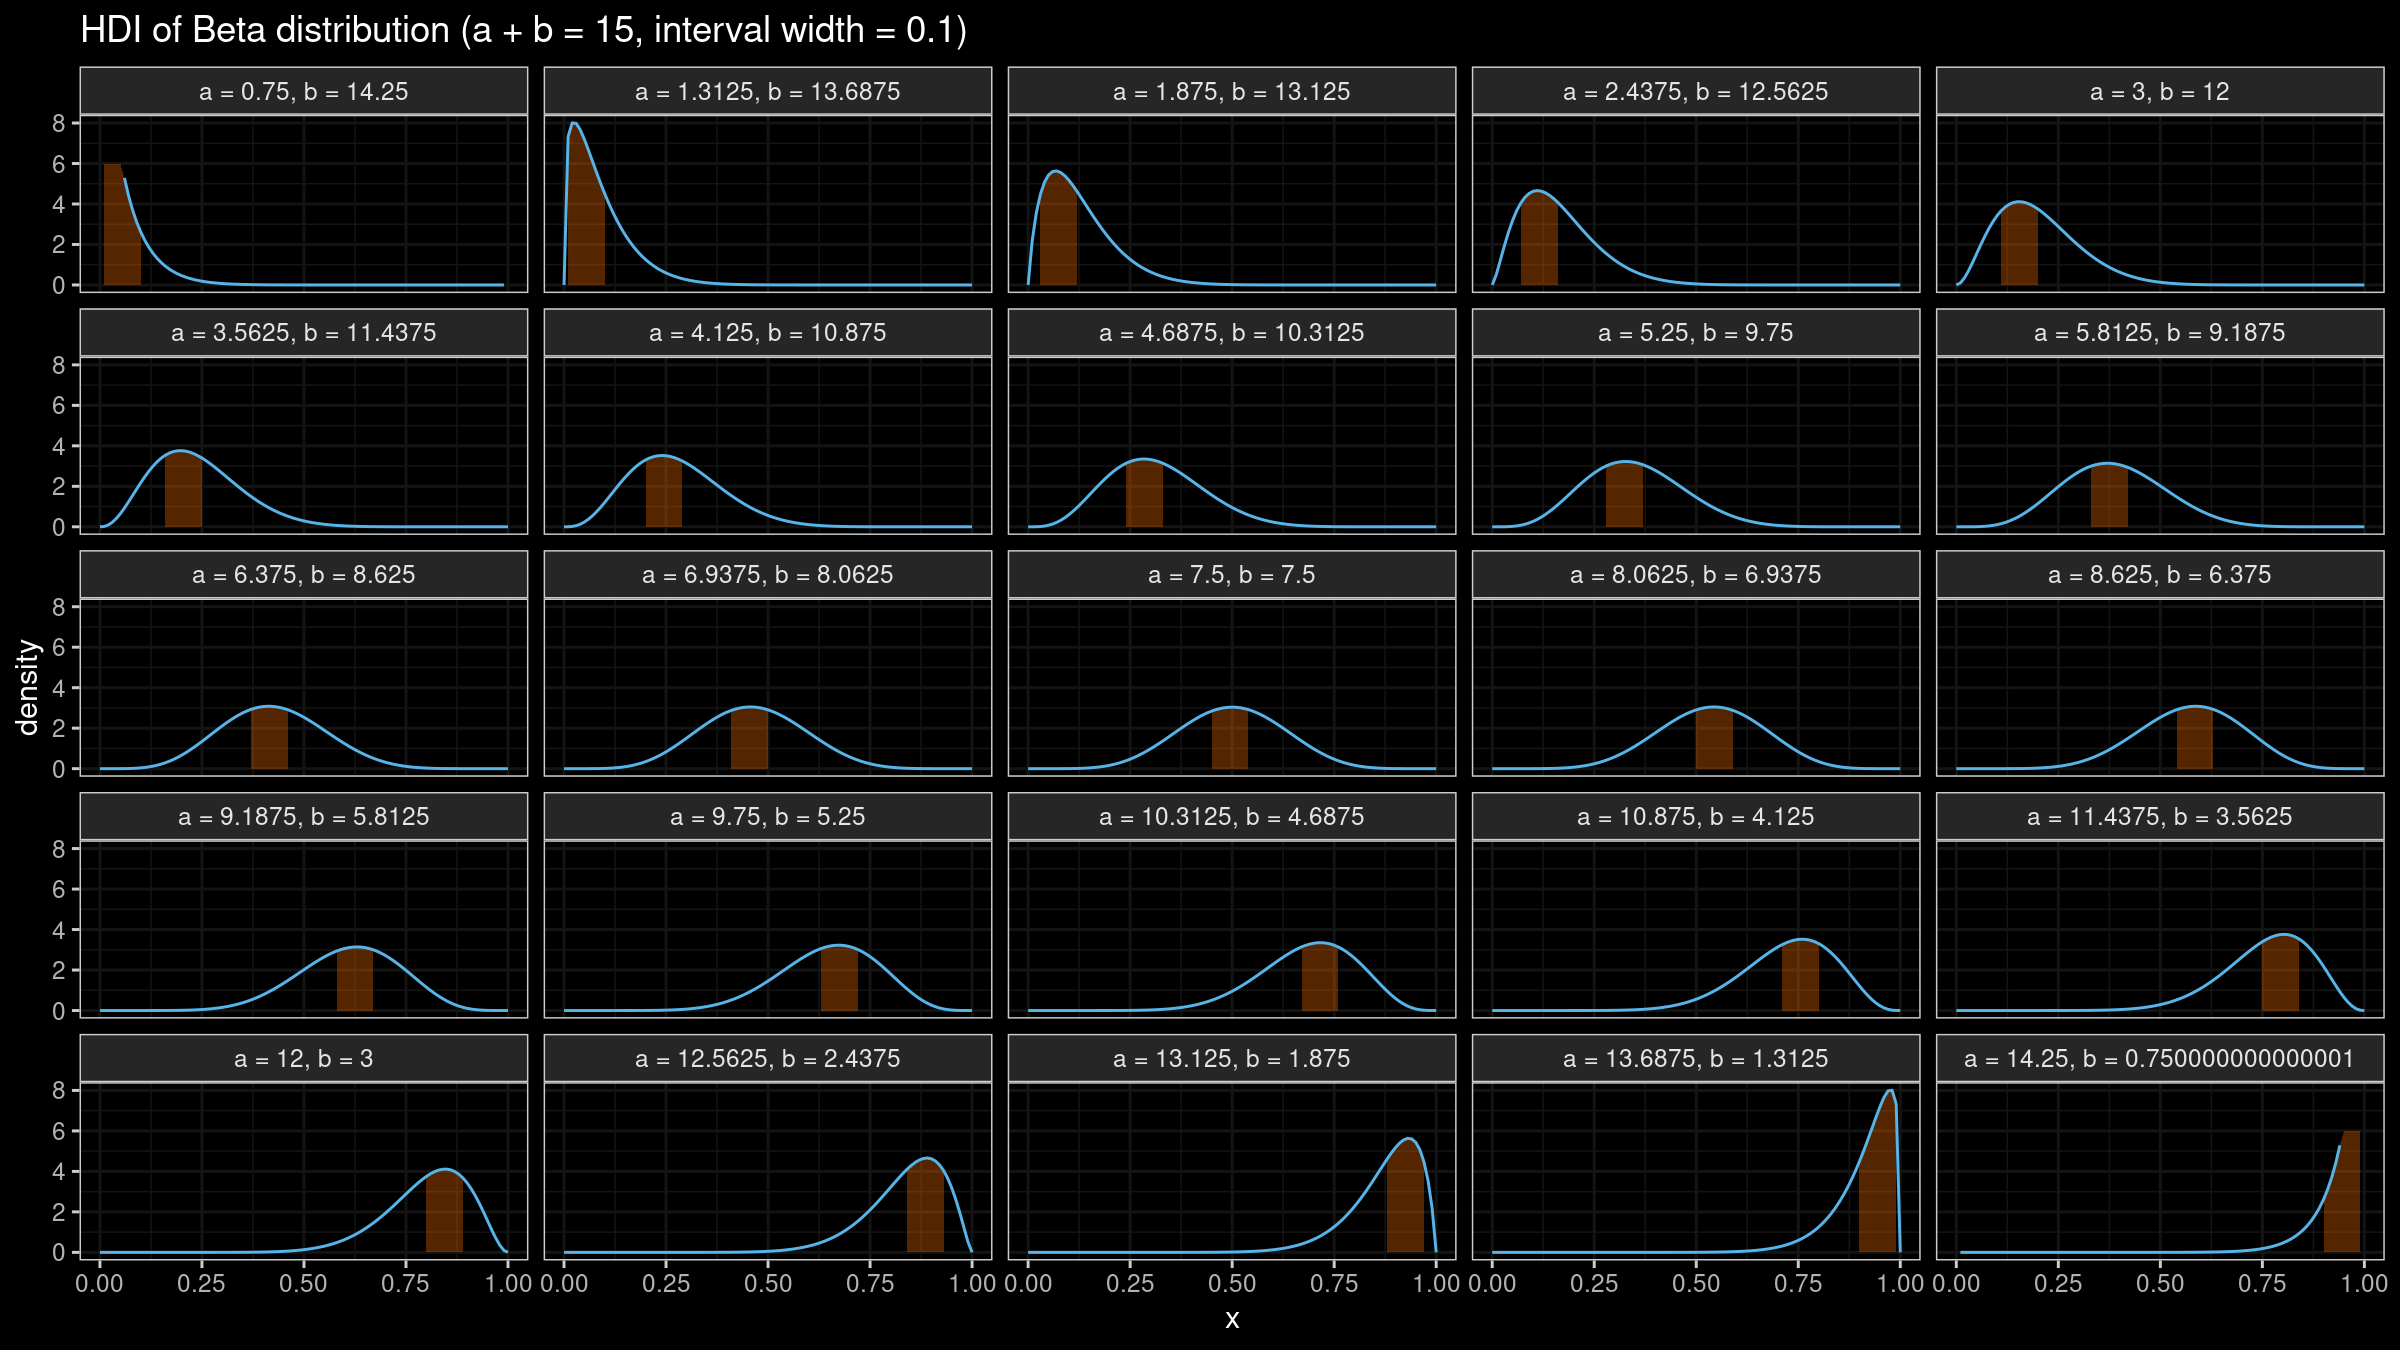 HDI of Beta distribution (a + b = 15, interval width = 0.1)
a = 0.75, b = 14.25
a = 1.3125, b = 13.6875
a = 1.875, b = 13.125
a = 2.4375, b = 12.5625
a = 3, b = 12
8
6
4
2
0
a = 3.5625, b = 11.4375
a = 4.125, b = 10.875
a = 4.6875, b = 10.3125
a = 5.25, b = 9.75
a = 5.8125, b = 9.1875
8
6
4
2
0
a = 6.375, b = 8.625
a = 6.9375, b = 8.0625
a = 7.5, b = 7.5
a = 8.0625, b = 6.9375
a = 8.625, b = 6.375
8
6
4
2
0
density
a = 9.1875, b = 5.8125
a = 9.75, b = 5.25
a = 10.3125, b = 4.6875
a = 10.875, b = 4.125
a = 11.4375, b = 3.5625
8
6
4
2
0
a = 12, b = 3
a = 12.5625, b = 2.4375
a = 13.125, b = 1.875
a = 13.6875, b = 1.3125
a = 14.25, b = 0.750000000000001
8
6
4
2
0
0.00 0.25 0.50 0.75 1.00
0.00 0.25 0.50 0.75 1.00
0.00 0.25 0.50 0.75 1.00
0.00 0.25 0.50 0.75 1.00
0.00 0.25 0.50 0.75 1.00
x